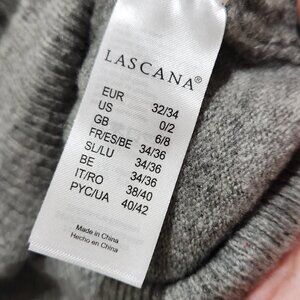 LASCANA®
EUR 32/34
US 0/2
GB 6/8
FR/ES/BE 34/36
SL/LU 34/36
BE 34/36
IT/RO 38/40
PYC/UA 40/42
Made in China
Hecho en China